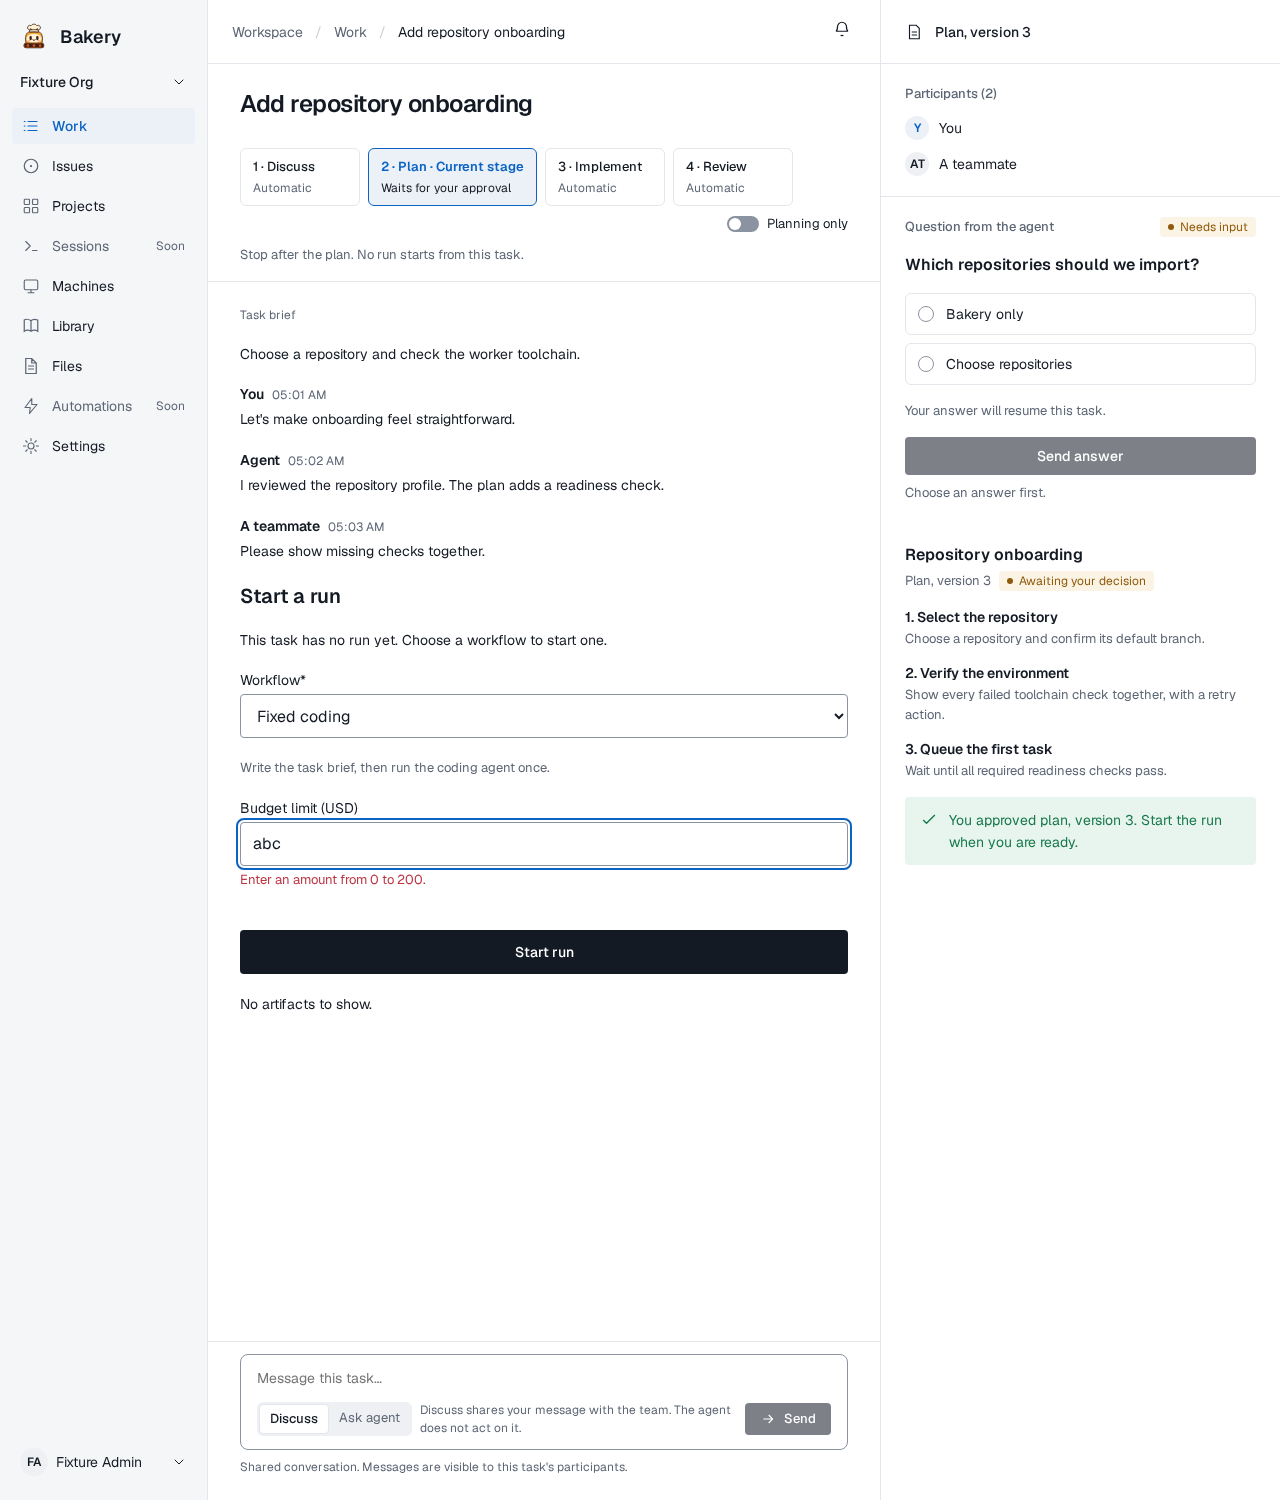 Bakery
Fixture Org
Work
Issues
Projects
Sessions Soon
Machines
Library
Files
Automations Soon
Settings
FA Fixture Admin
Workspace / Work / Add repository onboarding
Add repository onboarding
1 · Discuss
Automatic
2 · Plan · Current stage
Waits for your approval
3 · Implement
Automatic
4 · Review
Automatic
Planning only
Stop after the plan. No run starts from this task.
Task brief
Choose a repository and check the worker toolchain.
You 05:01 AM
Let's make onboarding feel straightforward.
Agent 05:02 AM
I reviewed the repository profile. The plan adds a readiness check.
A teammate 05:03 AM
Please show missing checks together.
Start a run
This task has no run yet. Choose a workflow to start one.
Workflow*
Fixed coding
Write the task brief, then run the coding agent once.
Budget limit (USD)
abc
Enter an amount from 0 to 200.
Start run
No artifacts to show.
Message this task...
Discuss Ask agent
Discuss shares your message with the team. The agent
does not act on it.
Send
Shared conversation. Messages are visible to this task's participants.
Plan, version 3
Participants (2)
Y You
AT A teammate
Question from the agent Needs input
Which repositories should we import?
Bakery only
Choose repositories
Your answer will resume this task.
Send answer
Choose an answer first.
Repository onboarding
Plan, version 3 Awaiting your decision
1. Select the repository
Choose a repository and confirm its default branch.
2. Verify the environment
Show every failed toolchain check together, with a retry
action.
3. Queue the first task
Wait until all required readiness checks pass.
You approved plan, version 3. Start the run
when you are ready.